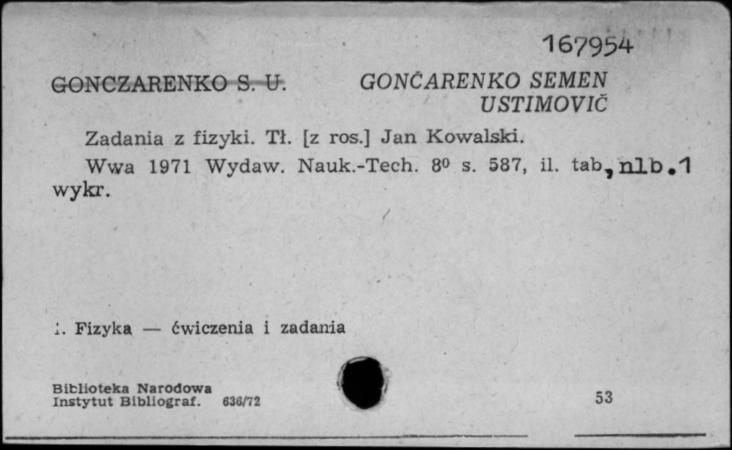 167954
GONCZARENKO S. U. GONČARENKO SEMEN
USTIMOVIČ
Zadania z fizyki. Tł. [z ros.] Jan Kowalski.
Wwa 1971 Wydaw. Nauk.-Tech. 8⁰ s. 587, il. tab, nlb.1
wykr.
1. Fizyka — ćwiczenia i zadania
Biblioteka Narodowa
Instytut Bibliograf. 636/72
53